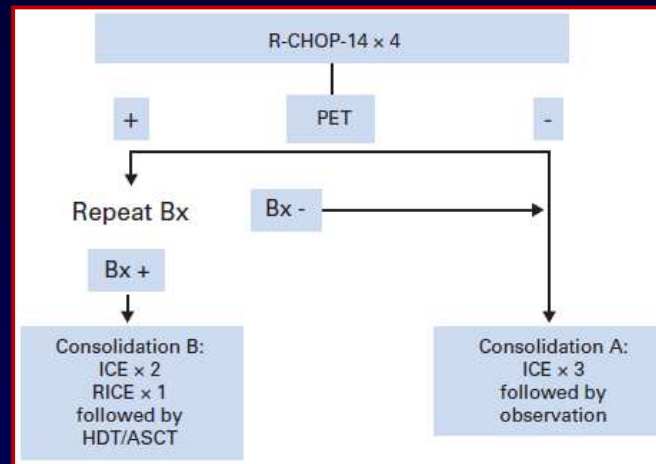 R-CHOP-14 × 4
+
PET
-
Repeat Bx
Bx -
Bx +
Consolidation B:
ICE × 2
RICE × 1
followed by
HDT/ASCT
Consolidation A:
ICE × 3
followed by
observation